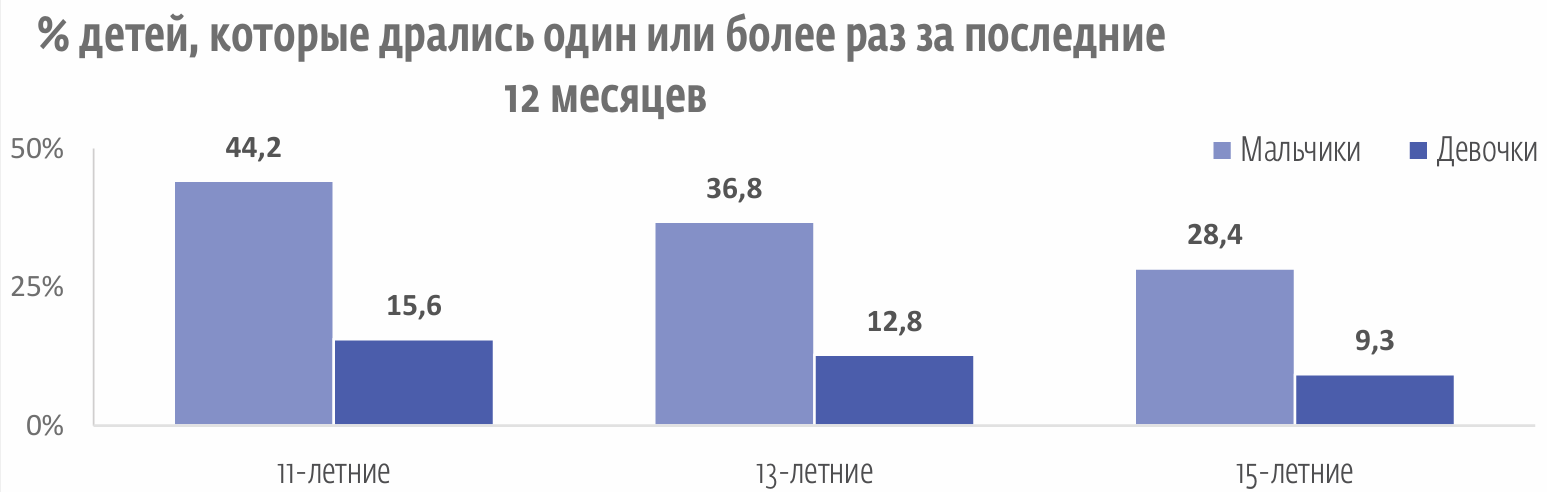 % детей, которые дрались один или более раз за последние
12 месяцев
50%
25%
0%
Мальчики
Девочки
44,2
15,6
36,8
12,8
28,4
9,3
11-летние
13-летние
15-летние